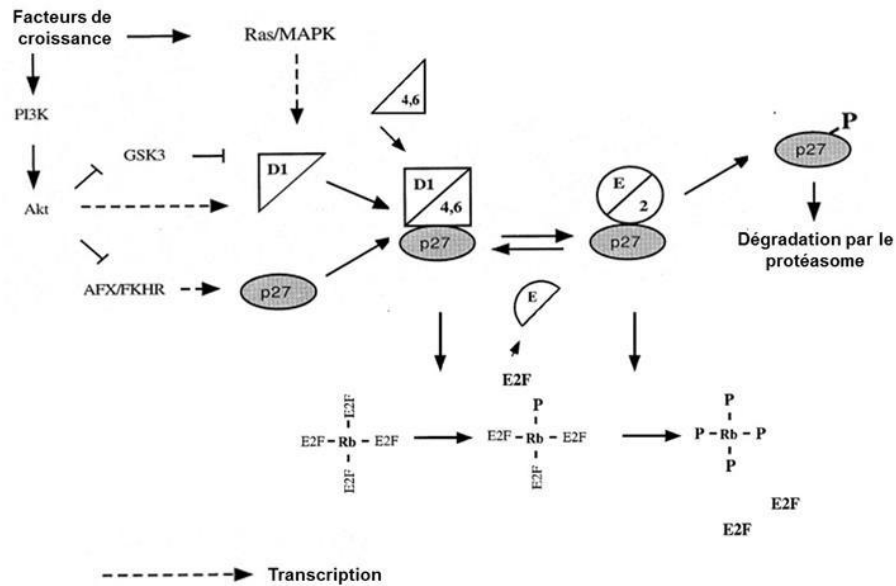 Facteurs de
croissance
Ras/MAPK
4,6
PI3K
GSK3
D1
Akt
D1
4,6
p27
E
2
p27
P
p27
Dégradation par le
protéasome
AFX/FKHR
p27
E
E2F
E2F
E2F Rb E2F
E2F
P
E2F Rb E2F
E2F
P
P Rb P
P
E2F
E2F
Transcription